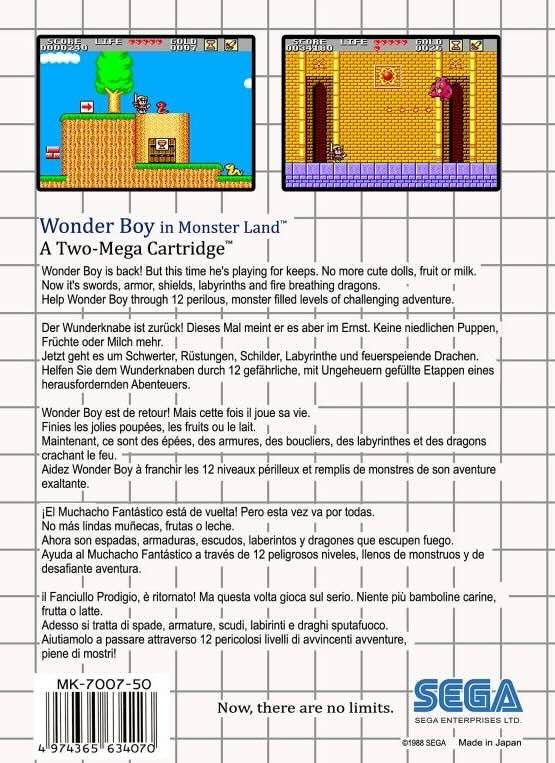 SCORE LIFE GOLD
0000240 0007
SCORE LIFE GOLD
0034180 0026
Wonder Boy in Monster Land™
A Two-Mega Cartridge™
Wonder Boy is back! But this time he's playing for keeps. No more cute dolls, fruit or milk.
Now it's swords, armor, shields, labyrinths and fire breathing dragons.
Help Wonder Boy through 12 perilous, monster filled levels of challenging adventure.
Der Wunderknabe ist zurück! Dieses Mal meint er es aber im Ernst. Keine niedlichen Puppen,
Früchte oder Milch mehr.
Jetzt geht es um Schwerter, Rüstungen, Schilder, Labyrinthe und feuerspeiende Drachen.
Helfen Sie dem Wunderknaben durch 12 gefährliche, mit Ungeheuern gefüllte Etappen eines
herausfordernden Abenteuers.
Wonder Boy est de retour! Mais cette fois il joue sa vie.
Finies les jolies poupées, les fruits ou le lait.
Maintenant, ce sont des épées, des armures, des boucliers, des labyrinthes et des dragons
crachant le feu.
Aidez Wonder Boy à franchir les 12 niveaux périlleux et remplis de monstres de son aventure
exaltante.
¡El Muchacho Fantástico está de vuelta! Pero esta vez va por todas.
No más lindas muñecas, frutas o leche.
Ahora son espadas, armaduras, escudos, laberintos y dragones que escupen fuego.
Ayuda al Muchacho Fantástico a través de 12 peligrosos niveles, llenos de monstruos y de
desafiante aventura.
il Fanciullo Prodigio, è ritornato! Ma questa volta gioca sul serio. Niente più bamboline carine,
frutta o latte.
Adesso si tratta di spade, armature, scudi, labirinti e draghi sputafuoco.
Aiutiamolo a passare attraverso 12 pericolosi livelli di avvincenti avventure,
piene di mostri!
MK-7007-50
4 974365 634070
Now, there are no limits.
SEGA
SEGA ENTERPRISES LTD.
©1988 SEGA Made in Japan